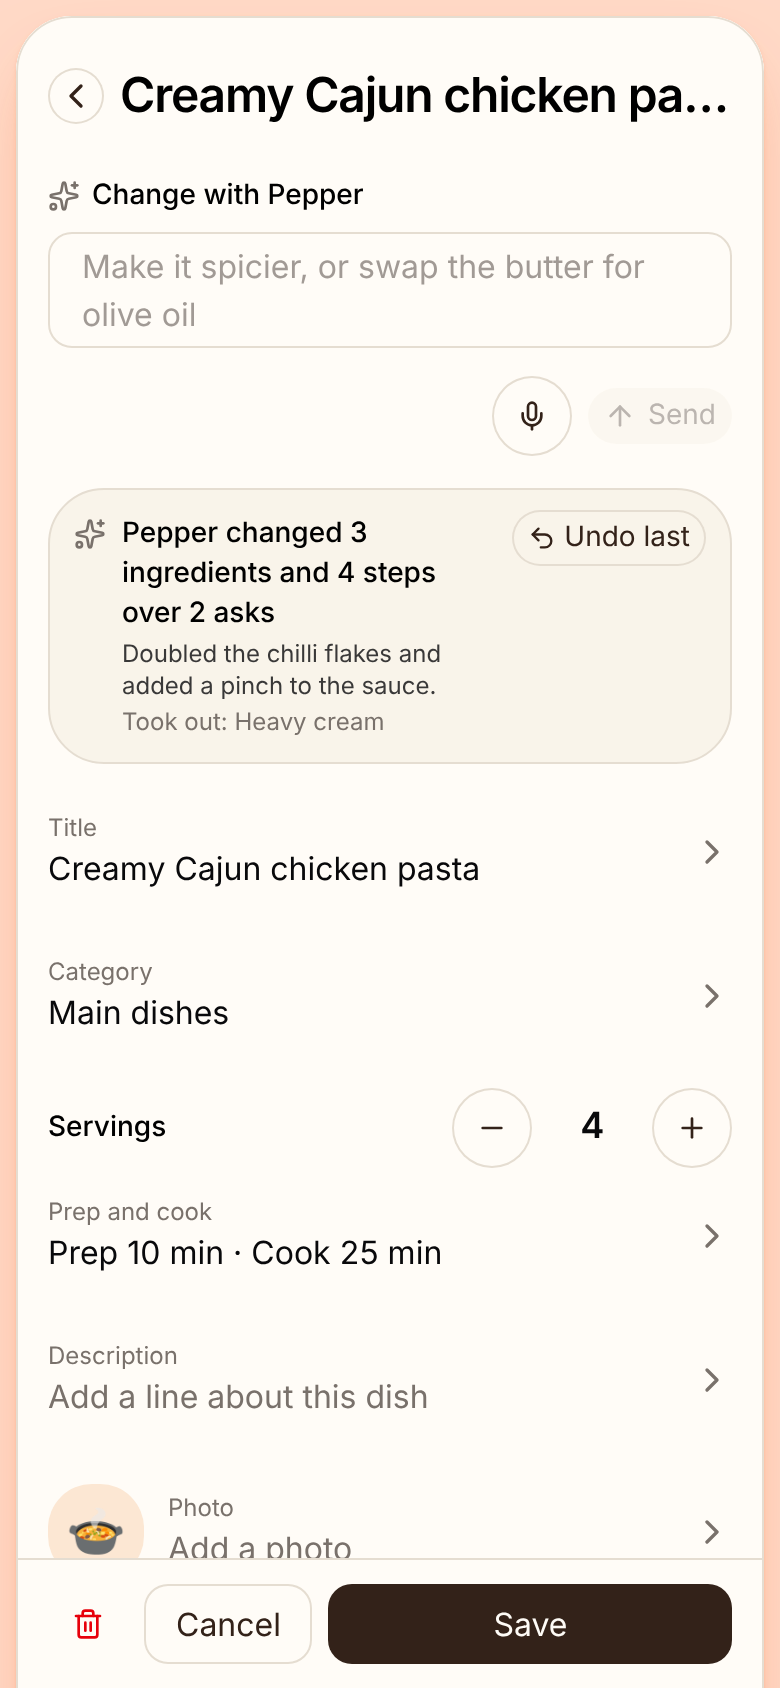 Creamy Cajun chicken pa...
Change with Pepper
Make it spicier, or swap the butter for
olive oil
Send
Pepper changed 3
ingredients and 4 steps
over 2 asks
Undo last
Doubled the chilli flakes and
added a pinch to the sauce.
Took out: Heavy cream
Title
Creamy Cajun chicken pasta
Category
Main dishes
Servings
4
Prep and cook
Prep 10 min · Cook 25 min
Description
Add a line about this dish
Photo
Add a photo
Cancel
Save